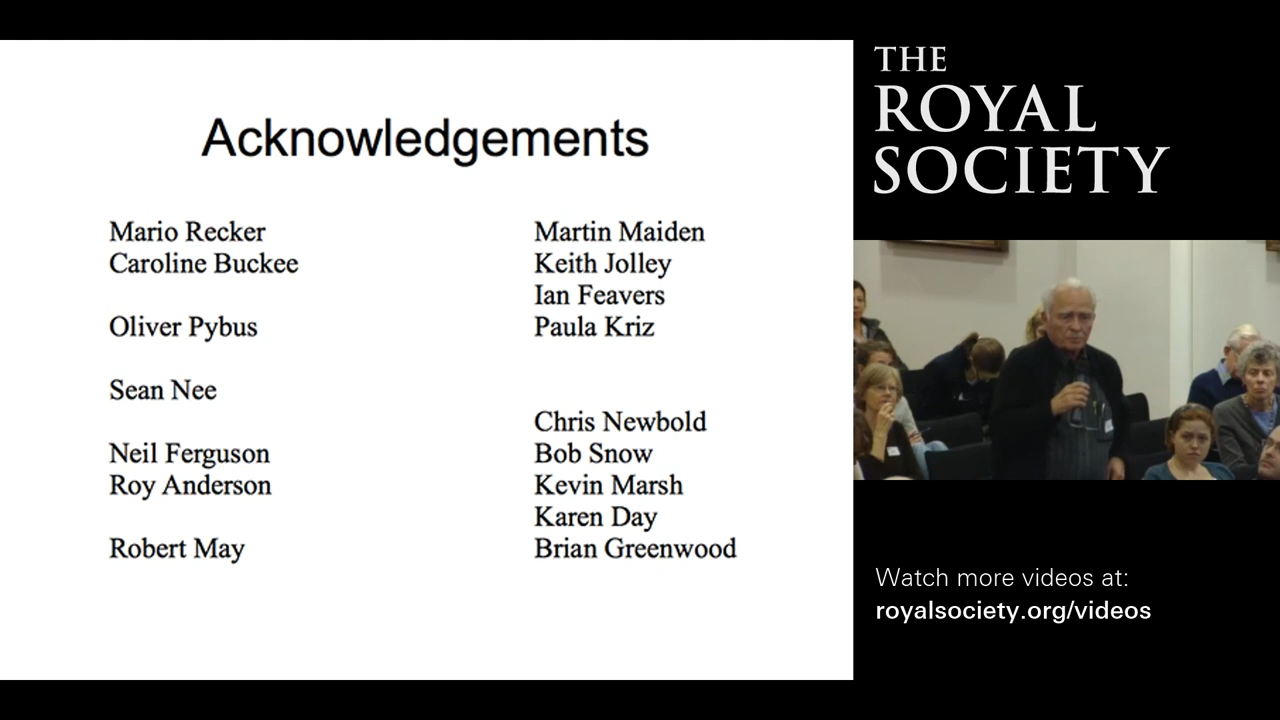 Acknowledgements
Mario Recker
Caroline Buckee
Oliver Pybus
Sean Nee
Neil Ferguson
Roy Anderson
Robert May
Martin Maiden
Keith Jolley
Ian Feavers
Paula Kriz
Chris Newbold
Bob Snow
Kevin Marsh
Karen Day
Brian Greenwood
THE
ROYAL
SOCIETY
Watch more videos at:
royalsociety.org/videos